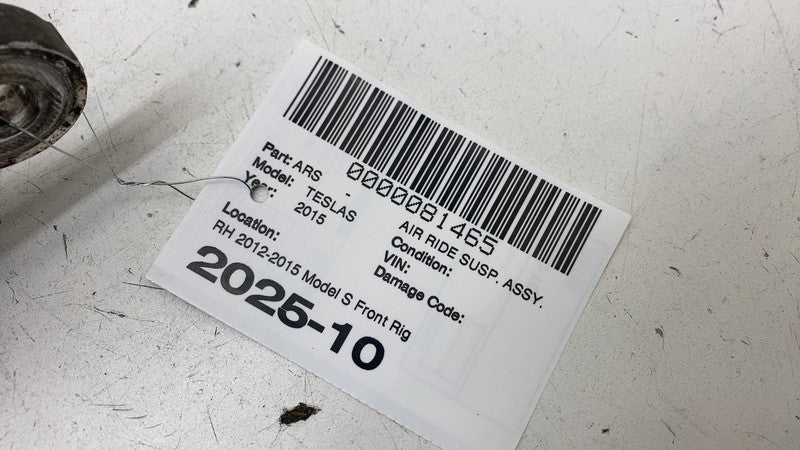 0000081465
Part: ARS - AIR RIDE SUSP. ASSY.
Model: TESLAS Condition:
Year: 2015 VIN:
Damage Code:
Location:
RH 2012-2015 Model S Front Rig
2025-10